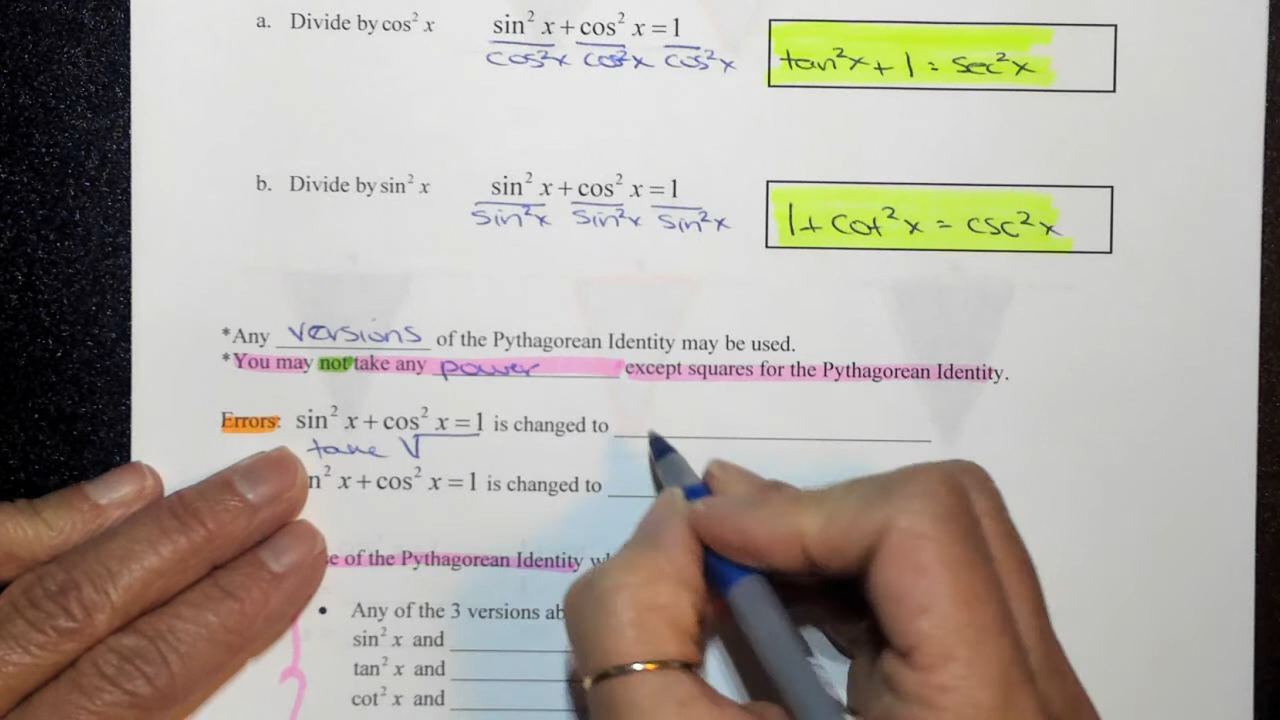 a. Divide by cos² x sin² x + cos² x = 1 tan²x + 1 = sec²x
cos²x cos²x cos²x
b. Divide by sin² x sin² x + cos² x = 1 1 + cot²x = csc²x
sin²x sin²x sin²x
*Any versions of the Pythagorean Identity may be used.
*You may not take any power except squares for the Pythagorean Identity.
Errors: sin² x + cos² x = 1 is changed to
take √
n² x + cos² x = 1 is changed to
e of the Pythagorean Identity
• Any of the 3 versions ab
sin² x and
tan² x and
cot² x and